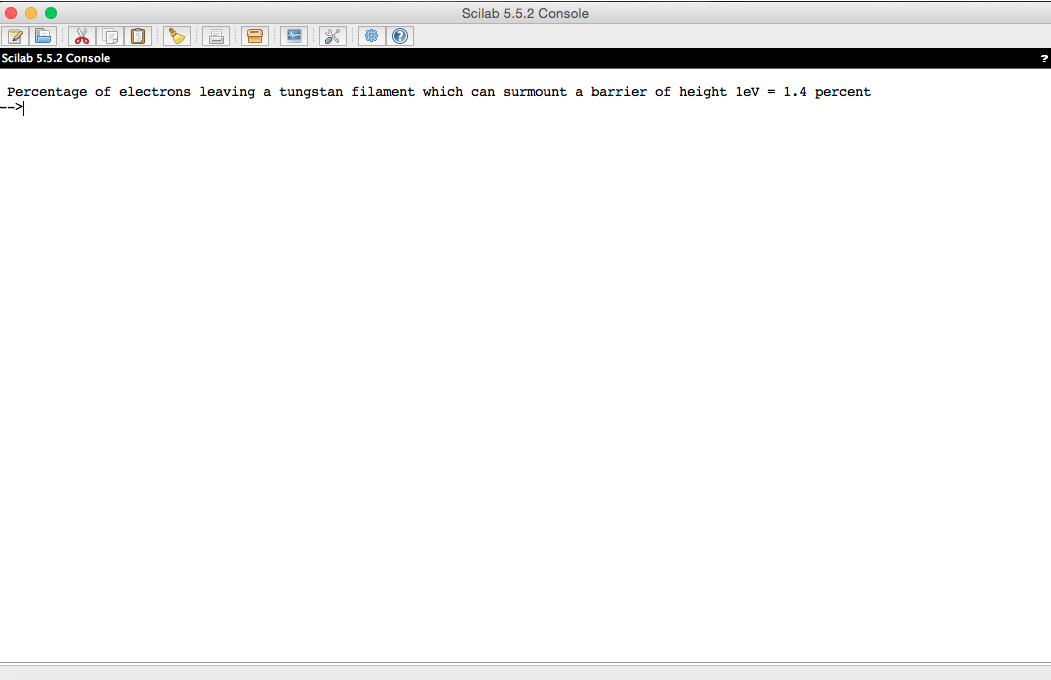 Scilab 5.5.2 Console
Scilab 5.5.2 Console ?
Percentage of electrons leaving a tungstan filament which can surmount a barrier of height 1eV = 1.4 percent
-->